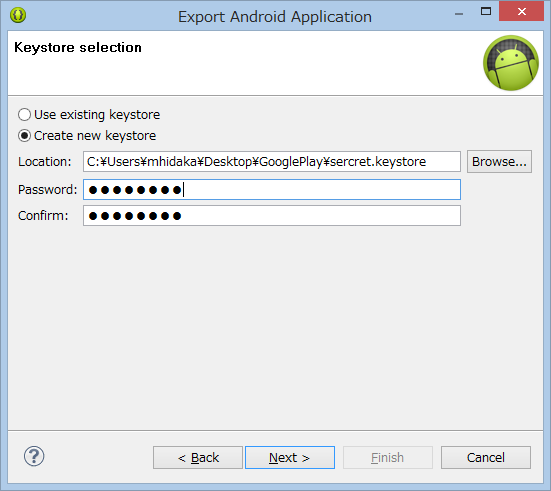 Export Android Application
Keystore selection
Use existing keystore
Create new keystore
Location: C:¥Users¥mhidaka¥Desktop¥GooglePlay¥sercret.keystore Browse...
Password: ●●●●●●●●
Confirm: ●●●●●●●●
? < Back Next > Finish Cancel